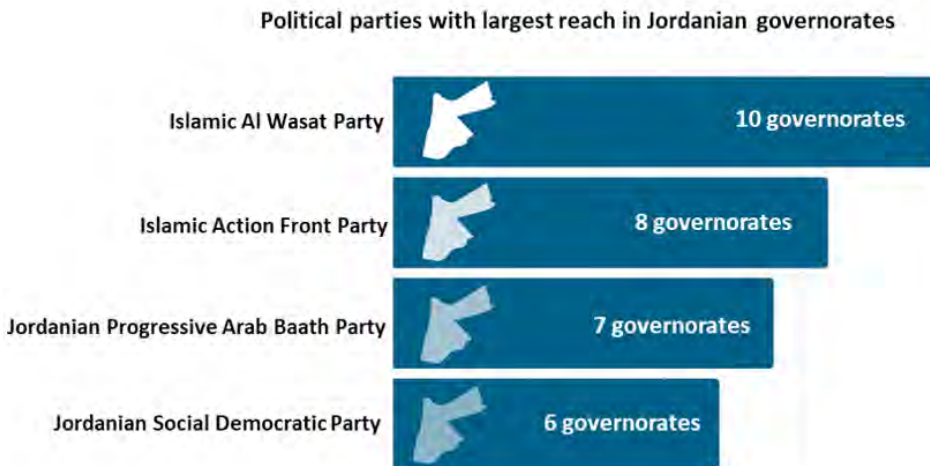 Political parties with largest reach in Jordanian governorates
Islamic Al Wasat Party
10 governorates
Islamic Action Front Party
8 governorates
Jordanian Progressive Arab Baath Party
7 governorates
Jordanian Social Democratic Party
6 governorates